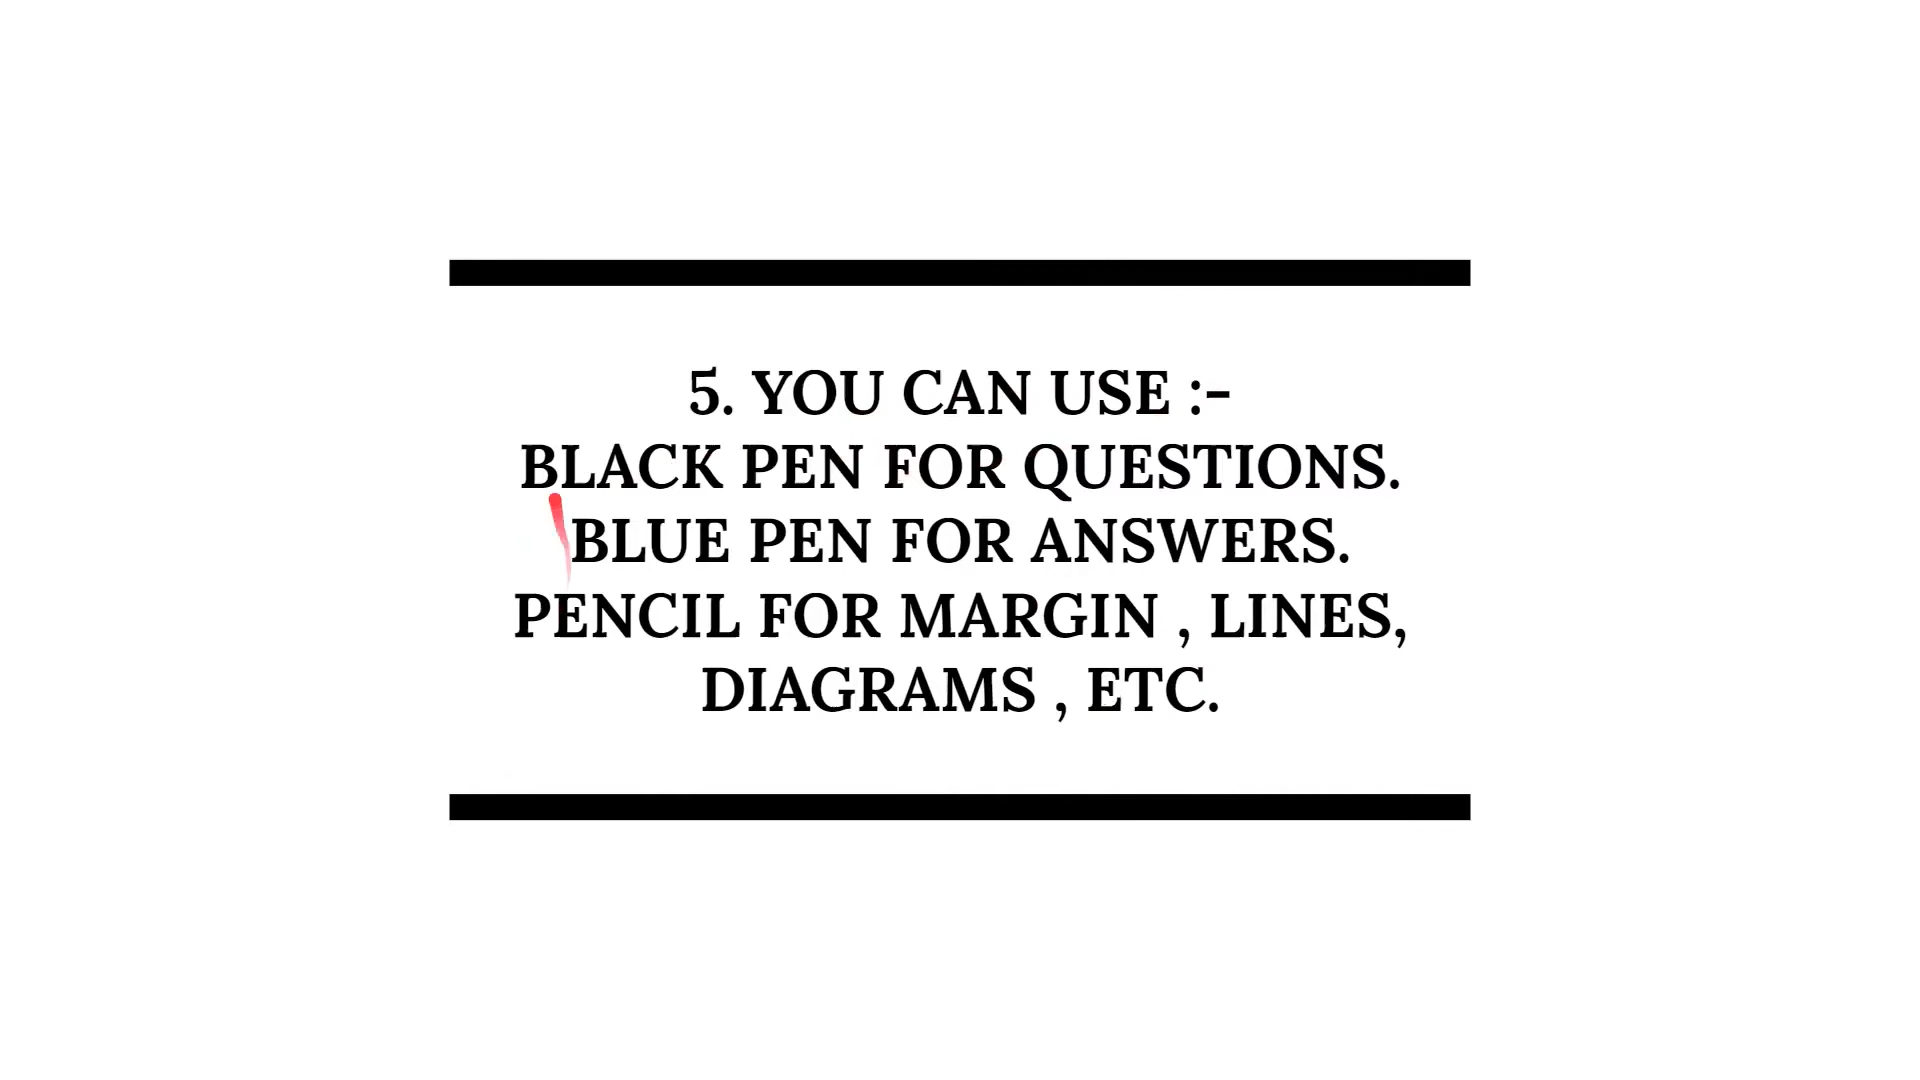 5. YOU CAN USE :-
BLACK PEN FOR QUESTIONS.
BLUE PEN FOR ANSWERS.
PENCIL FOR MARGIN , LINES,
DIAGRAMS , ETC.